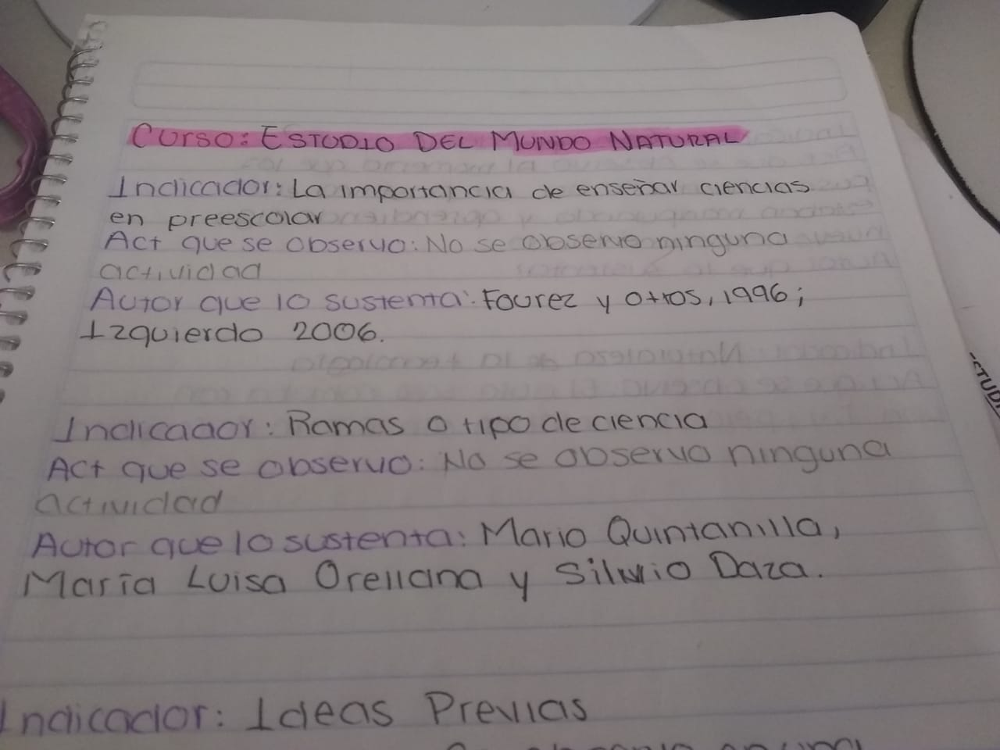 Curso: ESTUDIO DEL MUNDO NATURAL
Indicador: La importancia de enseñar ciencias
en preescolar
Act que se observo: No se observo ninguna
actividad
Autor que lo sustenta: Fourez y otros, 1996;
Izquierdo 2006.
Indicador: Ramas o tipo de ciencia
Act que se observo: No se observo ninguna
actividad
Autor que lo sustenta: Mario Quintanilla,
María Luisa Orellana y Silvio Daza.
Indicador: Ideas Previas